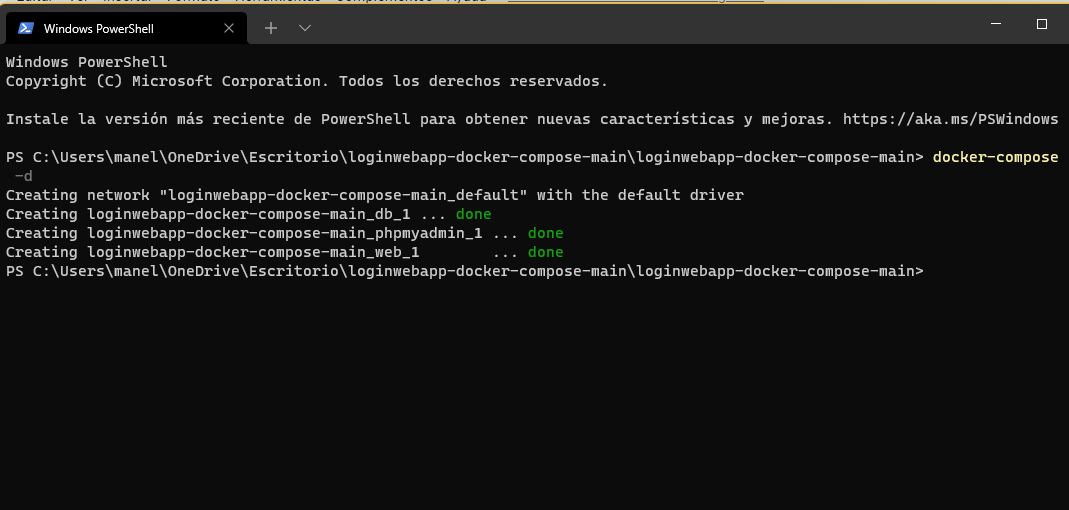 Windows PowerShell
Windows PowerShell
Copyright (C) Microsoft Corporation. Todos los derechos reservados.
Instale la versión más reciente de PowerShell para obtener nuevas características y mejoras. https://aka.ms/PSWindows
PS C:\Users\manel\OneDrive\Escritorio\loginwebapp-docker-compose-main\loginwebapp-docker-compose-main> docker-compose
-d
Creating network "loginwebapp-docker-compose-main_default" with the default driver
Creating loginwebapp-docker-compose-main_db_1 ... done
Creating loginwebapp-docker-compose-main_phpmyadmin_1 ... done
Creating loginwebapp-docker-compose-main_web_1        ... done
PS C:\Users\manel\OneDrive\Escritorio\loginwebapp-docker-compose-main\loginwebapp-docker-compose-main>